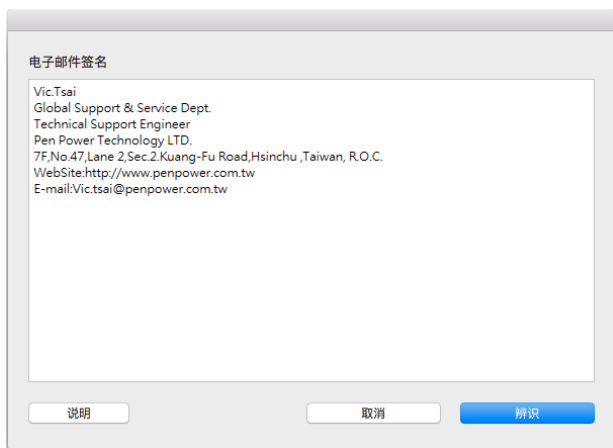 电子邮件签名
Vic.Tsai
Global Support & Service Dept.
Technical Support Engineer
Pen Power Technology LTD.
7F,No.47,Lane 2,Sec.2.Kuang-Fu Road,Hsinchu ,Taiwan, R.O.C.
WebSite:http://www.penpower.com.tw
E-mail:Vic.tsai@penpower.com.tw
说明 取消 辨识